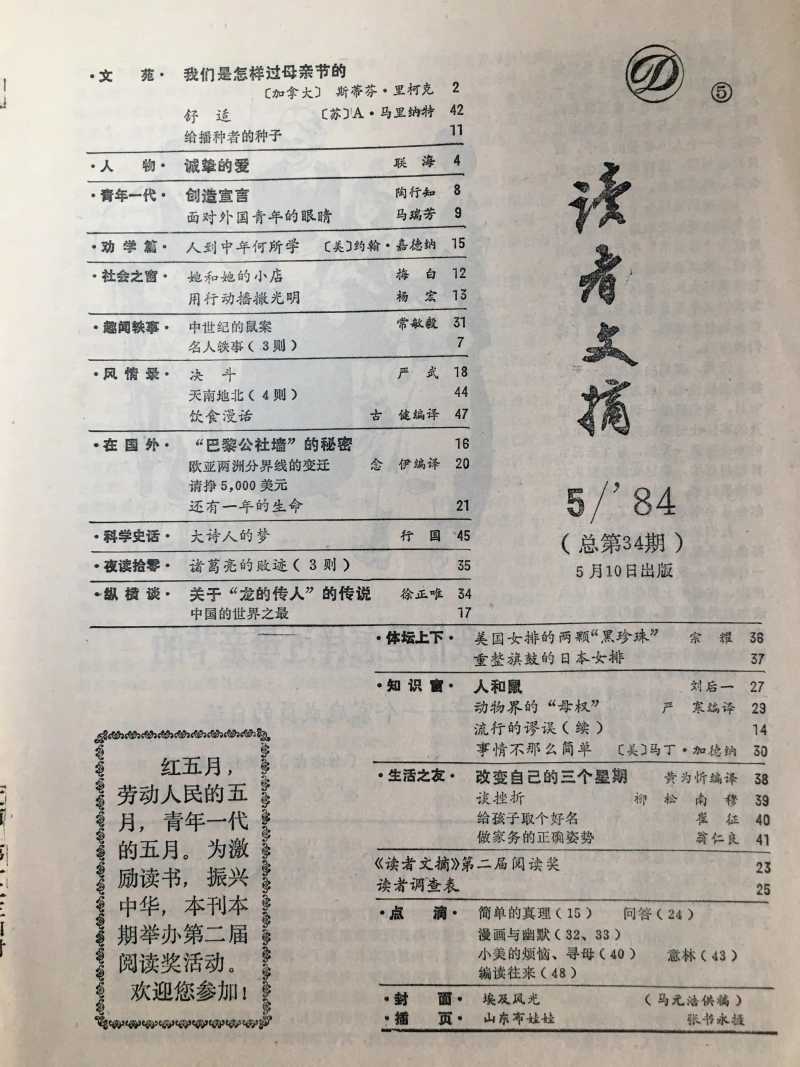 ·文 苑· 我们是怎样过母亲节的
〔加拿大〕 斯蒂芬·里柯克 2
舒 适 〔苏〕A·马里纳特 42
给播种者的种子 11
·人 物· 诚挚的爱 联 海 4
·青年一代· 创造宣言 陶行知 8
面对外国青年的眼睛 马瑞芳 9
·劝 学 篇· 人到中年何所学 〔美〕约翰·嘉德纳 15
·社会之窗· 她和她的小店 梅 白 12
用行动播撒光明 杨 宏 13
·趣闻轶事· 中世纪的鼠案 常敏毅 31
名人轶事(3则) 7
·风 情 录· 决 斗 严 武 18
天南地北(4则) 44
饮食漫话 古 健编译 47
·在 国 外· “巴黎公社墙”的秘密 16
欧亚两洲分界线的变迁 念 伊编译 20
请挣5,000美元
还有一年的生命 21
·科学史话· 大诗人的梦 行 国 45
·夜读拾零· 诸葛亮的败迹(3则) 35
·纵 横 谈· 关于“龙的传人”的传说 徐正唯 34
中国的世界之最 17
D
⑤
读者文摘
5/'84
(总第34期)
5月10日出版
·体坛上下· 美国女排的两颗“黑珍珠” 宗 耀 36
重整旗鼓的日本女排 37
·知 识 窗· 人和鼠 刘后一 27
动物界的“母权” 严 寒编译 29
流行的谬误(续) 14
事情不那么简单 〔美〕马丁·加德纳 30
·生活之友· 改变自己的三个星期 黄为忻编译 38
谈挫折 柳 松 南 穆 39
给孩子取个好名 崔 征 40
做家务的正确姿势 翁仁良 41
《读者文摘》第二届阅读奖 23
读者调查表 25
·点 滴· 简单的真理(15) 问答(24)
漫画与幽默(32、33)
小美的烦恼、寻母(40) 意林(43)
编读往来(48)
·封 面· 埃及风光 (马元浩供稿)
·插 页· 山东布娃娃 张书永摄
红五月,
劳动人民的五
月,青年一代
的五月。为激
励读书,振兴
中华,本刊本
期举办第二届
阅读奖活动。
欢迎您参加!